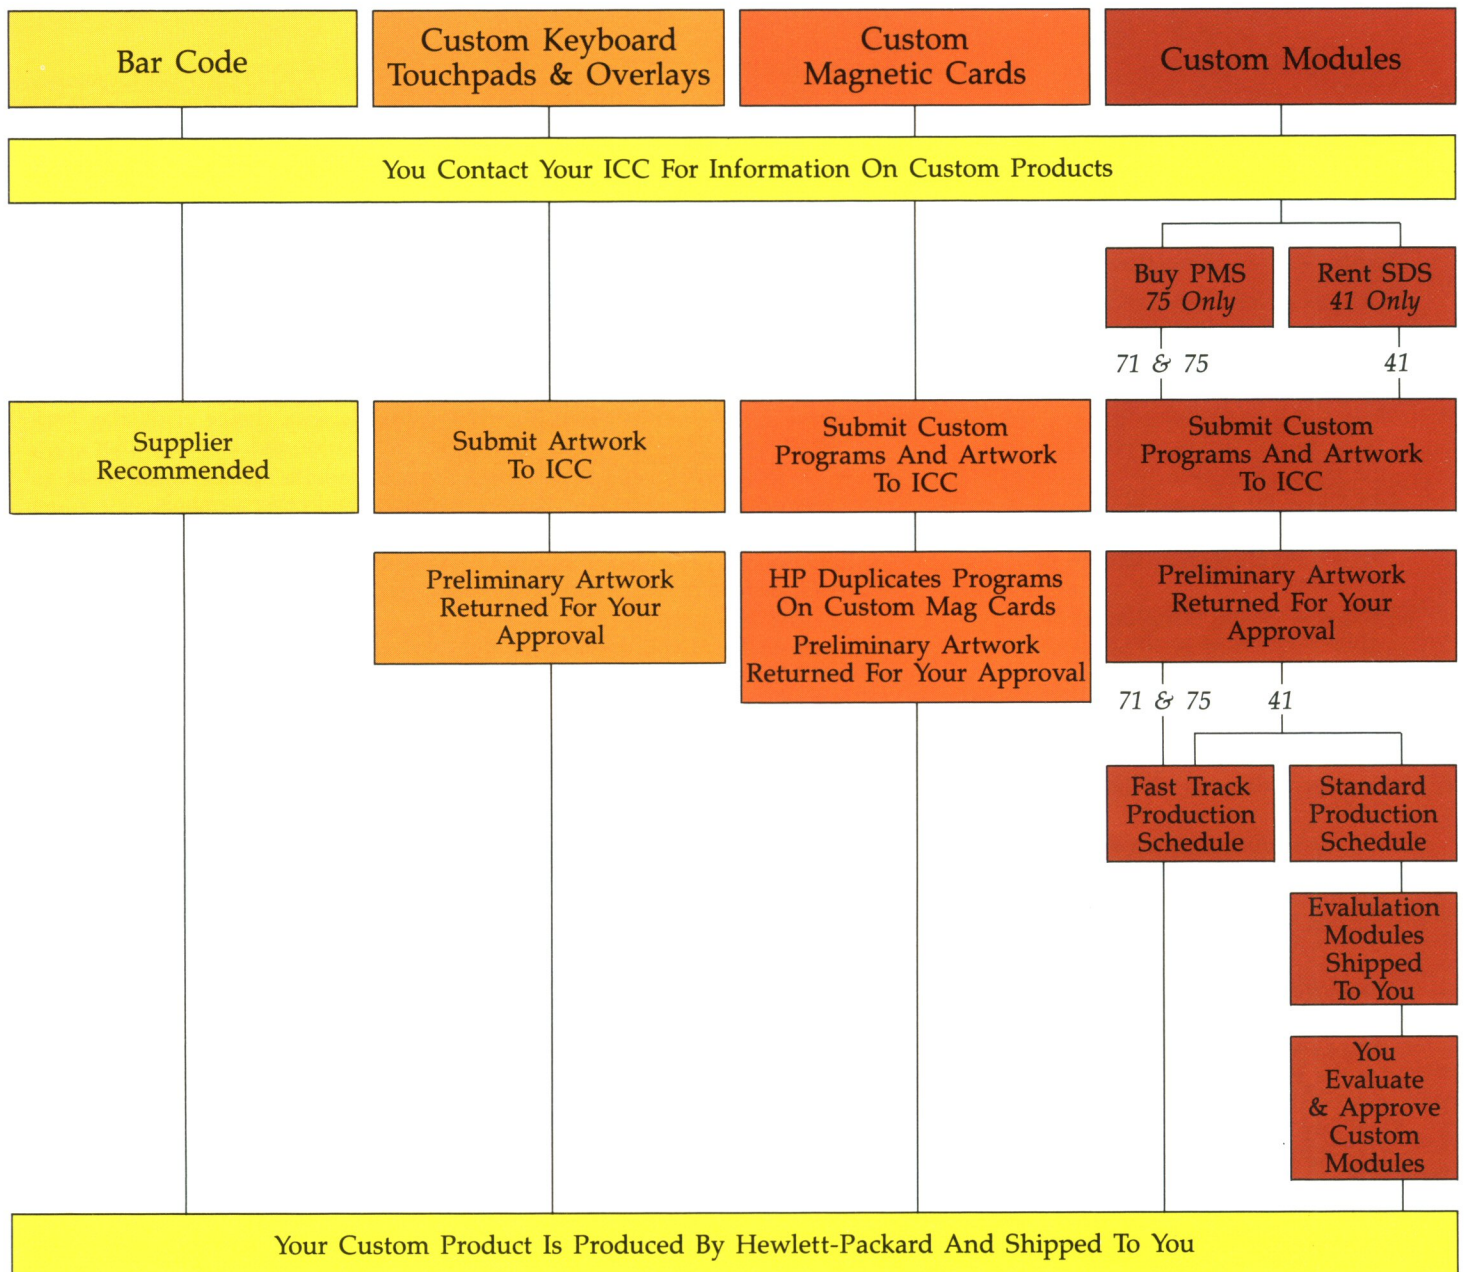 Bar Code
Custom Keyboard
Touchpads & Overlays
Custom
Magnetic Cards
Custom Modules
You Contact Your ICC For Information On Custom Products
Buy PMS
75 Only
Rent SDS
41 Only
71 & 75
41
Supplier
Recommended
Submit Artwork
To ICC
Submit Custom
Programs And Artwork
To ICC
Submit Custom
Programs And Artwork
To ICC
Preliminary Artwork
Returned For Your
Approval
HP Duplicates Programs
On Custom Mag Cards
Preliminary Artwork
Returned For Your Approval
Preliminary Artwork
Returned For Your
Approval
71 & 75
41
Fast Track
Production
Schedule
Standard
Production
Schedule
Evalulation
Modules
Shipped
To You
You
Evaluate
& Approve
Custom
Modules
Your Custom Product Is Produced By Hewlett-Packard And Shipped To You